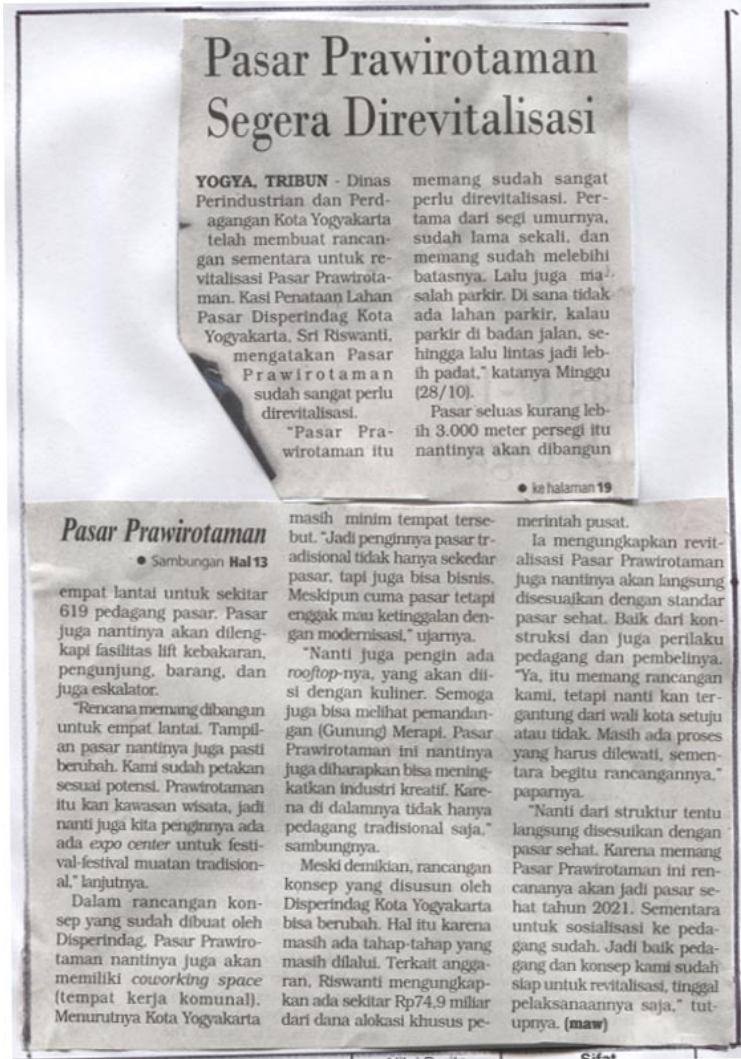 Pasar Prawirotaman
Segera Direvitalisasi
YOGYA, TRIBUN - Dinas
Perindustrian dan Perd-
agangan Kota Yogyakarta
telah membuat rancan-
gan sementara untuk re-
vitalisasi Pasar Prawirota-
man. Kasi Penataan Lahan
Pasar Disperindag Kota
Yogyakarta, Sri Riswanti,
mengatakan Pasar
Prawirotaman
sudah sangat perlu
direvitalisasi.
"Pasar Pra-
wirotaman itu
memang sudah sangat
perlu direvitalisasi. Per-
tama dari segi umurnya,
sudah lama sekali, dan
memang sudah melebihi
batasnya. Lalu juga ma-
salah parkir. Di sana tidak
ada lahan parkir, kalau
parkir di badan jalan, se-
hingga lalu lintas jadi leb-
ih padat," katanya Minggu
(28/10).
Pasar seluas kurang leb-
ih 3.000 meter persegi itu
nantinya akan dibangun
● ke halaman 19
Pasar Prawirotaman
● Sambungan Hal 13
empat lantai untuk sekitar
619 pedagang pasar. Pasar
juga nantinya akan dileng-
kapi fasilitas lift kebakaran,
pengunjung, barang, dan
juga eskalator.
"Rencana memang dibangun
untuk empat lantai. Tampil-
an pasar nantinya juga pasti
berubah. Kami sudah petakan
sesuai potensi. Prawirotaman
itu kan kawasan wisata, jadi
nanti juga kita penginnya ada
ada expo center untuk festi-
val-festival muatan tradision-
al," lanjutnya.
Dalam rancangan kon-
sep yang sudah dibuat oleh
Disperindag, Pasar Prawiro-
taman nantinya juga akan
memiliki coworking space
(tempat kerja komunal).
Menurutnya Kota Yogyakarta
masih minim tempat terse-
but. "Jadi penginnya pasar tr-
adisional tidak hanya sekedar
pasar, tapi juga bisa bisnis.
Meskipun cuma pasar tetapi
enggak mau ketinggalan den-
gan modernisasi," ujarnya.
"Nanti juga pengin ada
rooftop-nya, yang akan dii-
si dengan kuliner. Semoga
juga bisa melihat pemandan-
gan (Gunung) Merapi. Pasar
Prawirotaman ini nantinya
juga diharapkan bisa mening-
katkan industri kreatif. Kare-
na di dalamnya tidak hanya
pedagang tradisional saja,"
sambungnya.
Meski demikian, rancangan
konsep yang disusun oleh
Disperindag Kota Yogyakarta
bisa berubah. Hal itu karena
masih ada tahap-tahap yang
masih dilalui. Terkait angga-
ran, Riswanti mengungkap-
kan ada sekitar Rp74,9 miliar
dari dana alokasi khusus pe-
merintah pusat.
Ia mengungkapkan revit-
alisasi Pasar Prawirotaman
juga nantinya akan langsung
disesuaikan dengan standar
pasar sehat. Baik dari kon-
struksi dan juga perilaku
pedagang dan pembelinya.
"Ya, itu memang rancangan
kami, tetapi nanti kan ter-
gantung dari wali kota setuju
atau tidak. Masih ada proses
yang harus dilewati, semen-
tara begitu rancangannya,"
paparnya.
"Nanti dari struktur tentu
langsung disesuikan dengan
pasar sehat. Karena memang
Pasar Prawirotaman ini ren-
cananya akan jadi pasar se-
hat tahun 2021. Sementara
untuk sosialisasi ke peda-
gang sudah. Jadi baik peda-
gang dan konsep kami sudah
siap untuk revitalisasi, tinggal
pelaksanaannya saja," tut-
upnya. (maw)